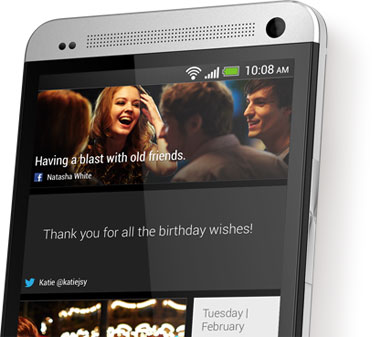 10:08 AM
Having a blast with old friends.
Natasha White
Thank you for all the birthday wishes!
Katie @katiejsy
Tuesday |
February